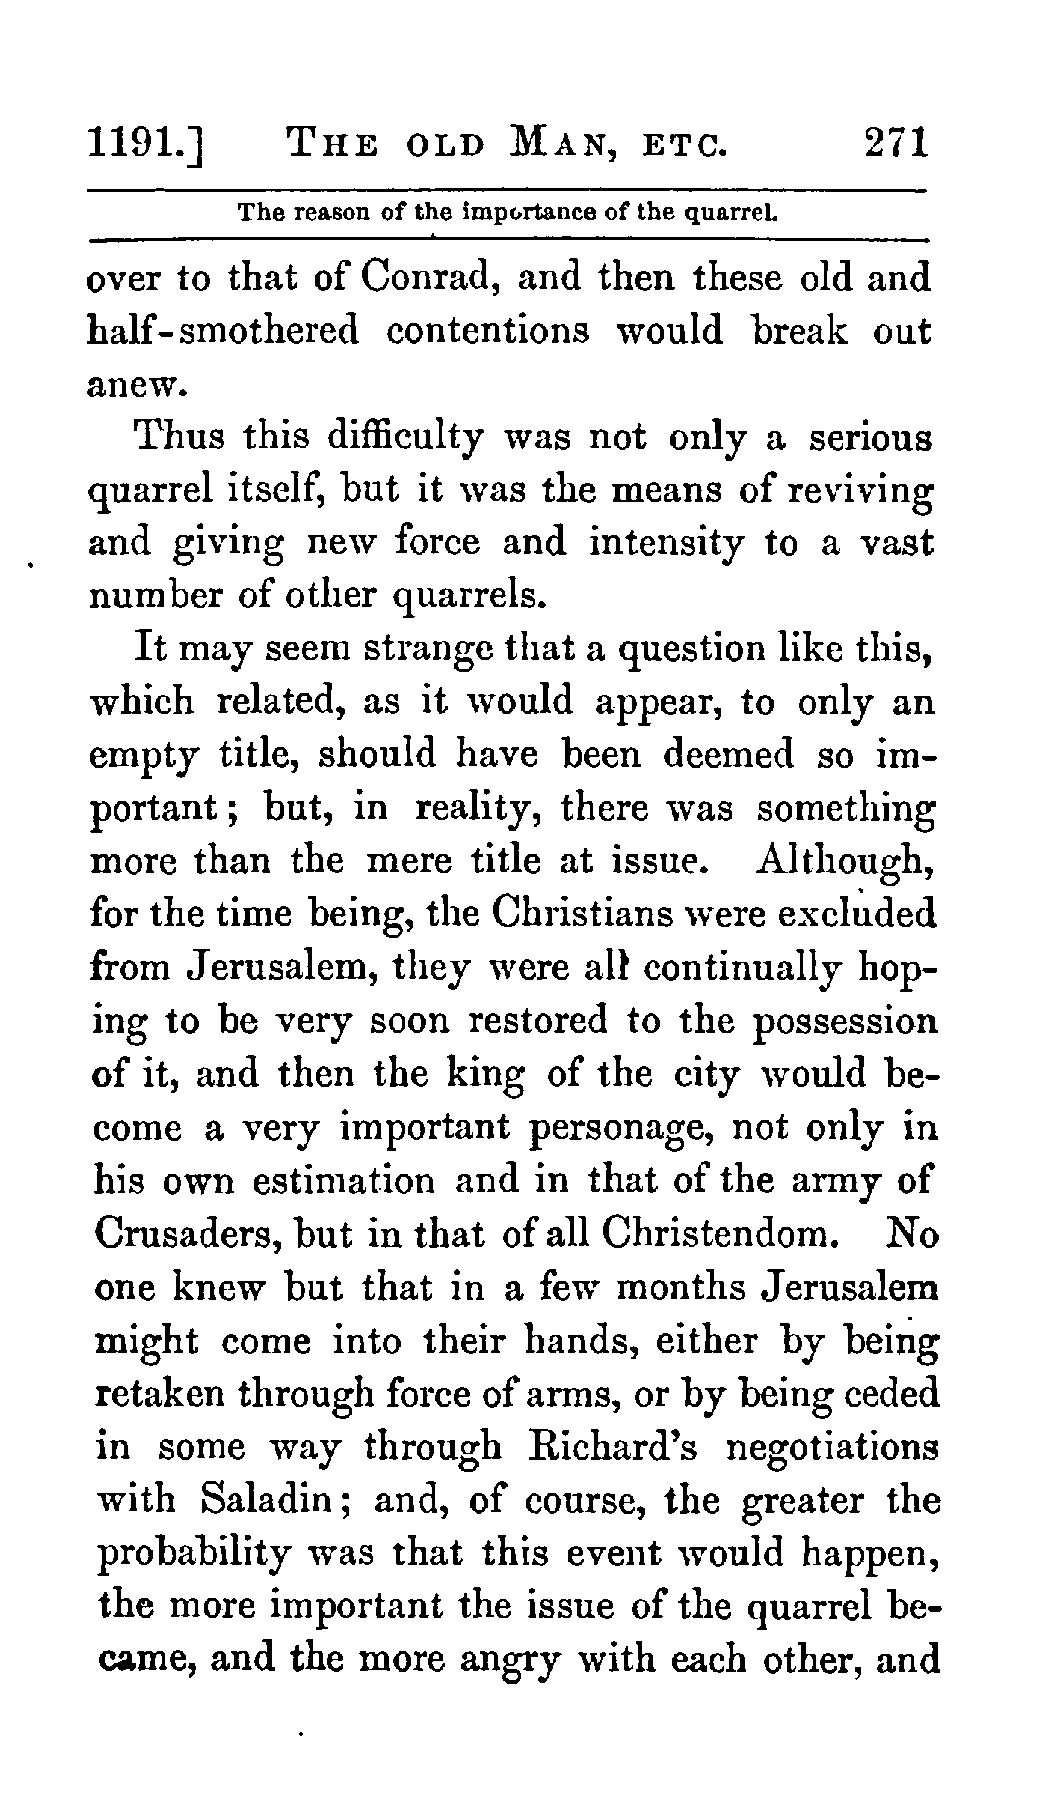 1191.] THE OLD MAN, ETC. 271
The reason of the importance of the quarrel.
over to that of Conrad, and then these old and
half-smothered contentions would break out
anew.
Thus this difficulty was not only a serious
quarrel itself, but it was the means of reviving
and giving new force and intensity to a vast
number of other quarrels.
It may seem strange that a question like this,
which related, as it would appear, to only an
empty title, should have been deemed so im-
portant; but, in reality, there was something
more than the mere title at issue. Although,
for the time being, the Christians were excluded
from Jerusalem, they were all continually hop-
ing to be very soon restored to the possession
of it, and then the king of the city would be-
come a very important personage, not only in
his own estimation and in that of the army of
Crusaders, but in that of all Christendom. No
one knew but that in a few months Jerusalem
might come into their hands, either by being
retaken through force of arms, or by being ceded
in some way through Richard's negotiations
with Saladin; and, of course, the greater the
probability was that this event would happen,
the more important the issue of the quarrel be-
came, and the more angry with each other, and